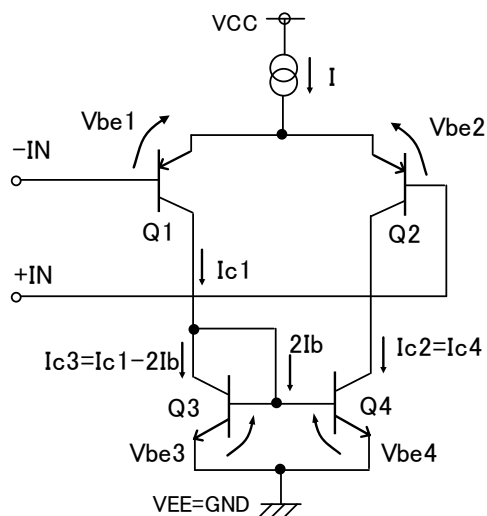 VCC
I
Vbe1
Vbe2
-IN
Q1
Q2
+IN
Ic1
Ic3=Ic1-2Ib
2Ib
Ic2=Ic4
Q3
Q4
Vbe3
Vbe4
VEE=GND